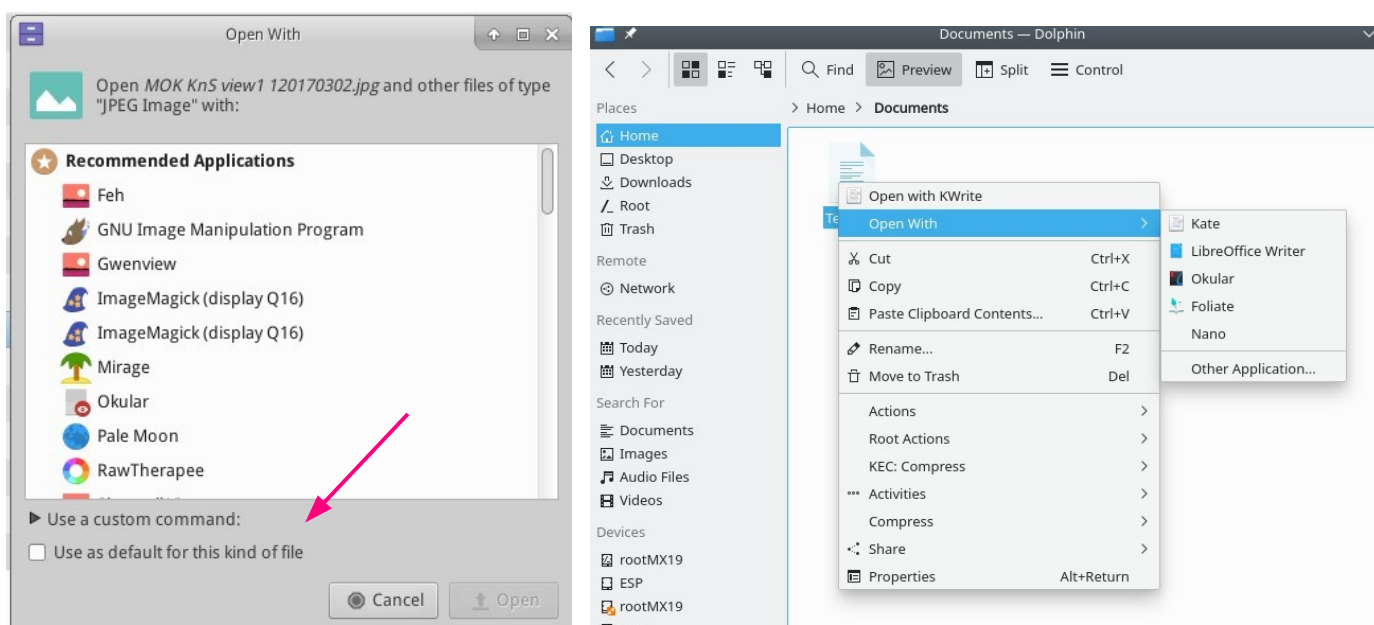 Open With
Open MOK KnS view1 120170302.jpg and other files of type
"JPEG Image" with:
Recommended Applications
Feh
GNU Image Manipulation Program
Gwenview
ImageMagick (display Q16)
ImageMagick (display Q16)
Mirage
Okular
Pale Moon
RawTherapee
Use a custom command:
Use as default for this kind of file
Cancel
Open
Documents — Dolphin
Find
Preview
Split
Control
Places
Home
Desktop
Downloads
Root
Trash
Remote
Network
Recently Saved
Today
Yesterday
Search For
Documents
Images
Audio Files
Videos
Devices
rootMX19
ESP
rootMX19
> Home > Documents
Te
Open with KWrite
Open With
Cut Ctrl+X
Copy Ctrl+C
Paste Clipboard Contents... Ctrl+V
Rename... F2
Move to Trash Del
Actions
Root Actions
KEC: Compress
Activities
Compress
Share
Properties Alt+Return
Kate
LibreOffice Writer
Okular
Foliate
Nano
Other Application...